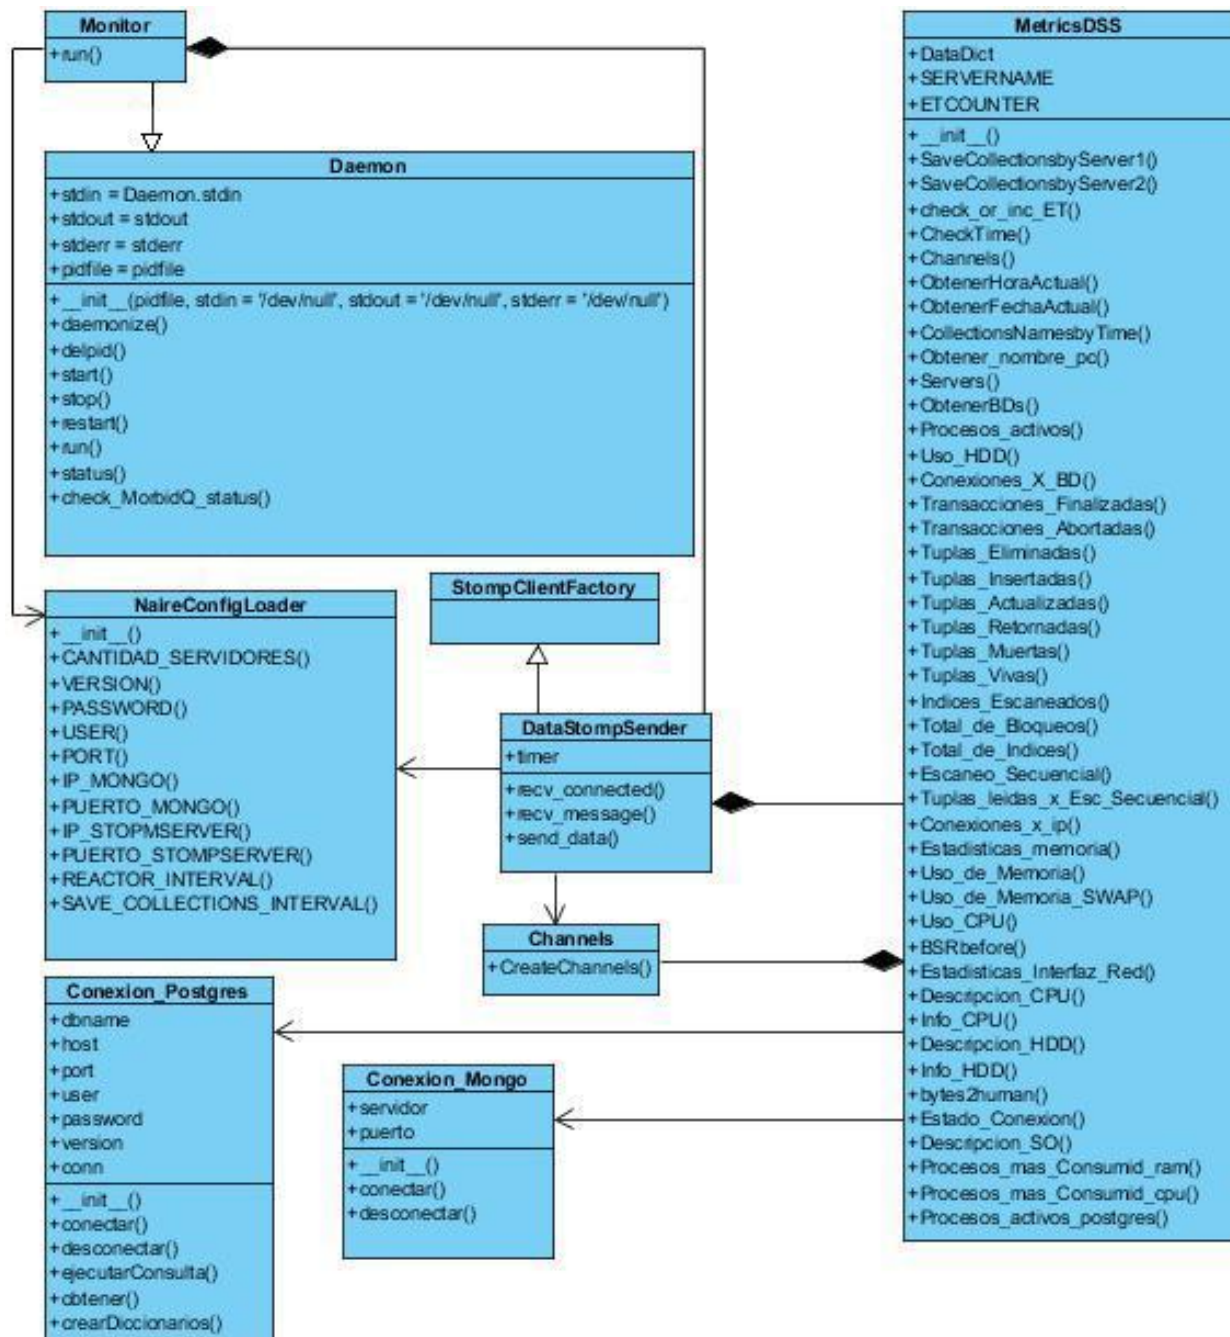 Monitor
+run()
Daemon
+stdin = Daemon.stdin
+stdout = stdout
+stderr = stderr
+pidfile = pidfile
+__init__(pidfile, stdin = '/dev/null', stdout = '/dev/null', stderr = '/dev/null')
+daemonize()
+delpid()
+start()
+stop()
+restart()
+run()
+status()
+check_MorbidQ_status()
NaireConfigLoader
+__init__()
+CANTIDAD_SERVIDORES()
+VERSION()
+PASSWORD()
+USER()
+PORT()
+IP_MONGO()
+PUERTO_MONGO()
+IP_STOPMSERVER()
+PUERTO_STOMPSERVER()
+REACTOR_INTERVAL()
+SAVE_COLLECTIONS_INTERVAL()
StompClientFactory
DataStompSender
+timer
+recv_connected()
+recv_message()
+send_data()
Channels
+CreateChannels()
Conexion_Postgres
+dbname
+host
+port
+user
+password
+version
+conn
+__init__()
+conectar()
+desconectar()
+ejecutarConsulta()
+obtener()
+crearDiccionarios()
Conexion_Mongo
+servidor
+puerto
+__init__()
+conectar()
+desconectar()
MetricsDSS
+DataDict
+SERVERNAME
+ETCOUNTER
+__init__()
+SaveCollectionsbyServer1()
+SaveCollectionsbyServer2()
+check_or_inc_ET()
+CheckTime()
+Channels()
+ObtenerHoraActual()
+ObtenerFechaActual()
+CollectionsNamesbyTime()
+Obtener_nombre_pc()
+Servers()
+ObtenerBDs()
+Procesos_activos()
+Uso_HDD()
+Conexiones_X_BD()
+Transacciones_Finalizadas()
+Transacciones_Abortadas()
+Tuplas_Eliminadas()
+Tuplas_Insertadas()
+Tuplas_Actualizadas()
+Tuplas_Retornadas()
+Tuplas_Muertas()
+Tuplas_Vivas()
+Indices_Escaneados()
+Total_de_Bloqueos()
+Total_de_Indices()
+Escaneo_Secuencial()
+Tuplas_leidas_x_Esc_Secuencial()
+Conexiones_x_ip()
+Estadisticas_memoria()
+Uso_de_Memoria()
+Uso_de_Memoria_SWAP()
+Uso_CPU()
+BSRbefore()
+Estadisticas_Interfaz_Red()
+Descripcion_CPU()
+Info_CPU()
+Descripcion_HDD()
+Info_HDD()
+bytes2human()
+Estado_Conexion()
+Descripcion_SO()
+Procesos_mas_Consumid_ram()
+Procesos_mas_Consumid_cpu()
+Procesos_activos_postgres()